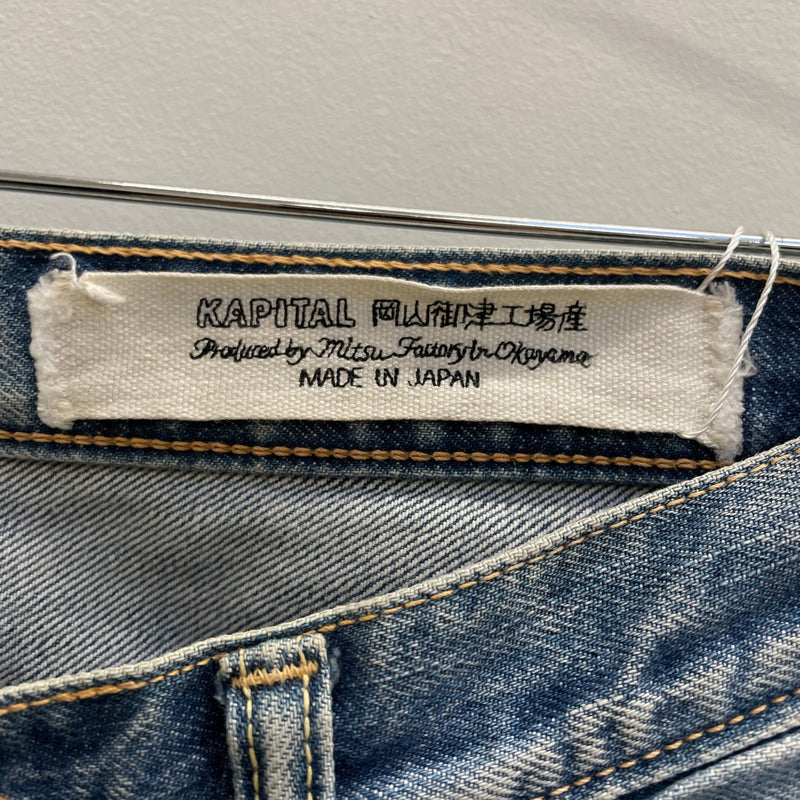 KAPITAL 岡山御津工場産
Produced by Mitsu Factory In Okayama
MADE IN JAPAN